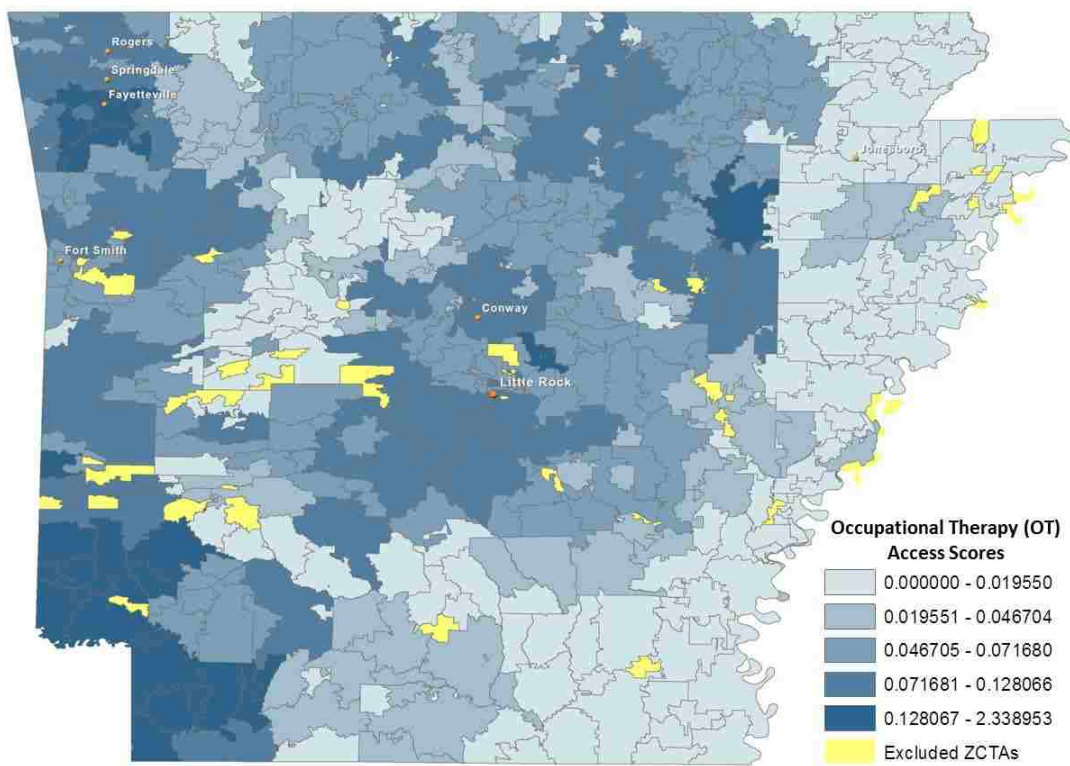 Rogers
Springdale
Fayetteville
Jonesboro
Fort Smith
Conway
Little Rock
Occupational Therapy (OT)
Access Scores
0.000000 - 0.019550
0.019551 - 0.046704
0.046705 - 0.071680
0.071681 - 0.128066
0.128067 - 2.338953
Excluded ZCTAs